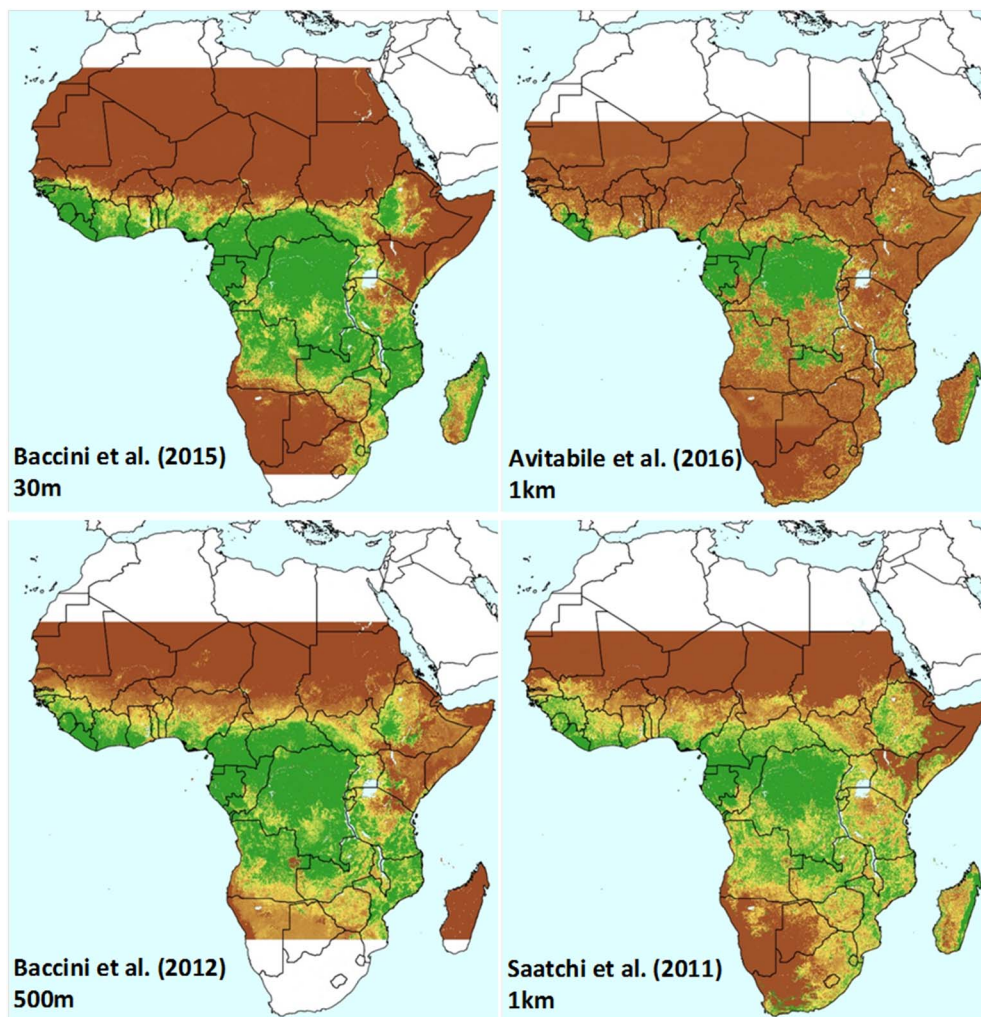 Baccini et al. (2015)
30m
Avitabile et al. (2016)
1km
Baccini et al. (2012)
500m
Saatchi et al. (2011)
1km